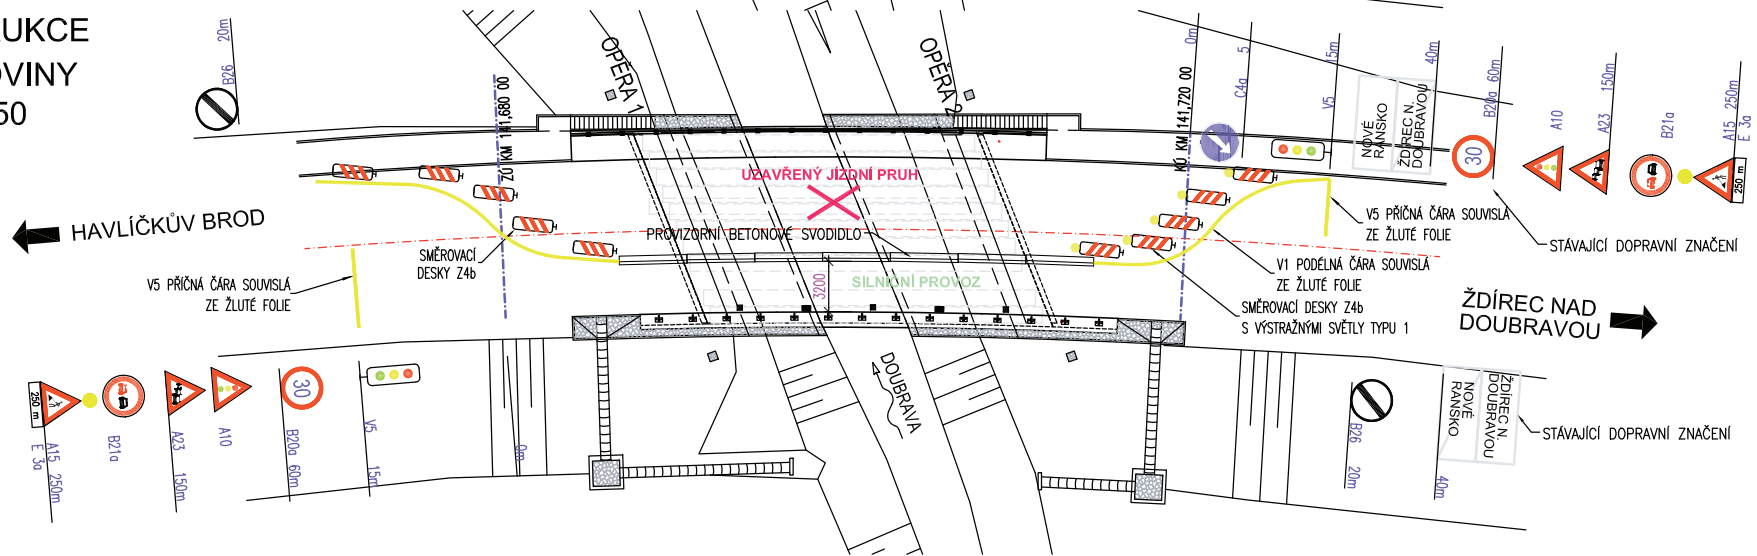 UKCE
OVINY
50
B26 20m
OPĚRA 1
OPĚRA 2
ZÚ KM 141,680 00
KÚ KM 141,720 00
0m
C4a 5
V5 15m
40m
NOVÉ
RANSKO
ŽDÍREC N.
DOUBRAVOU
B20a 60m
30
A10
A23 150m
B21a
A15 250m
E 3a
250 m
UZAVŘENÝ JÍZDNÍ PRUH
HAVLÍČKŮV BROD
SMĚROVACÍ
DESKY Z4b
PROVIZORNÍ BETONOVÉ SVODIDLO
V5 PŘÍČNÁ ČÁRA SOUVISLÁ
ZE ŽLUTÉ FOLIE
STÁVAJÍCÍ DOPRAVNÍ ZNAČENÍ
V5 PŘÍČNÁ ČÁRA SOUVISLÁ
ZE ŽLUTÉ FOLIE
3200
SILNIČNÍ PROVOZ
V1 PODÉLNÁ ČÁRA SOUVISLÁ
ZE ŽLUTÉ FOLIE
SMĚROVACÍ DESKY Z4b
S VÝSTRAŽNÝMI SVĚTLY TYPU 1
ŽDÍREC NAD
DOUBRAVOU
DOUBRAVA
250 m
E 3a
A15 250m
B21a
A23 150m
A10
30
B20a 60m
V5 15m
0m
B26 20m
40m
ŽDÍREC N.
DOUBRAVOU
NOVÉ
RANSKO
STÁVAJÍCÍ DOPRAVNÍ ZNAČENÍ